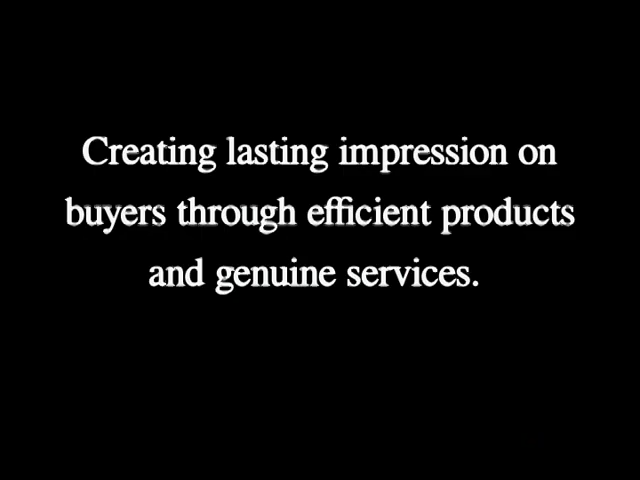 Creating lasting impression on
buyers through efficient products
and genuine services.